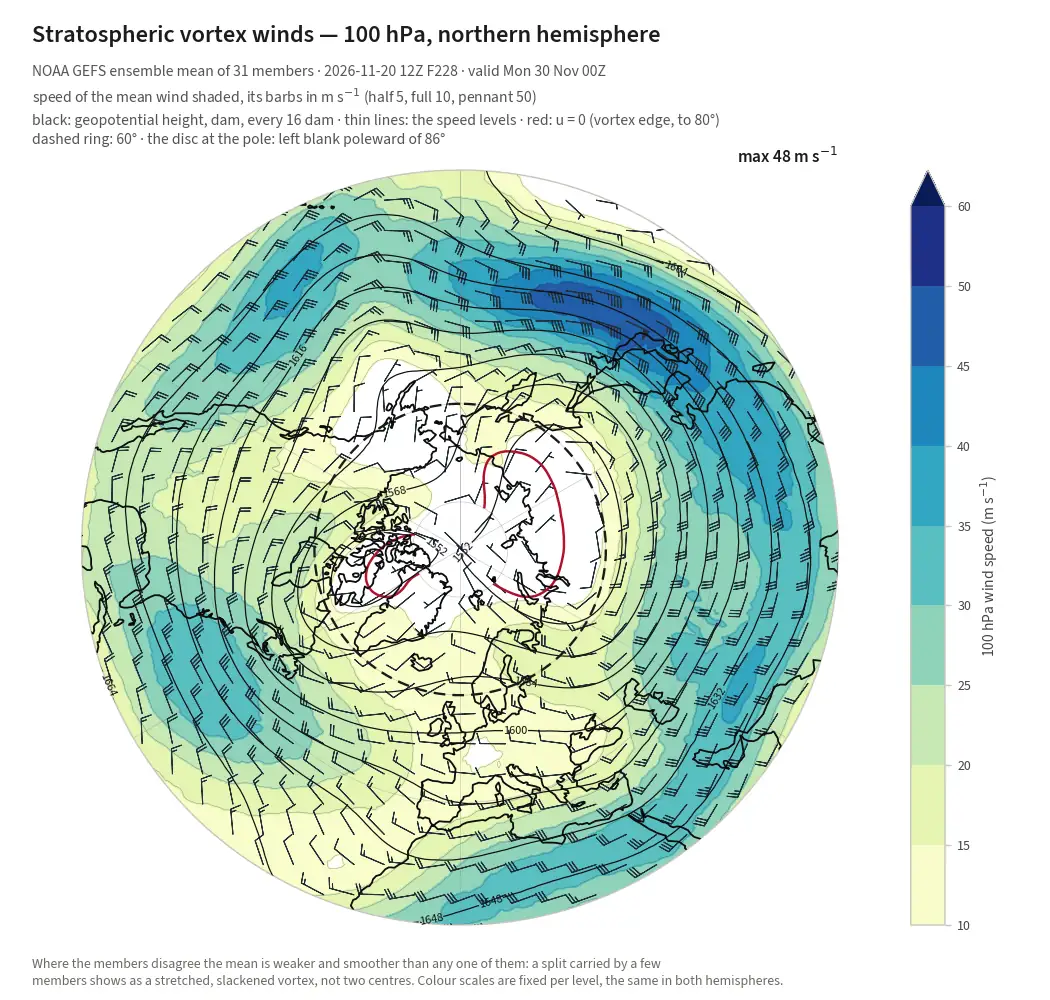 Stratospheric vortex winds — 100 hPa, northern hemisphere
NOAA GEFS ensemble mean of 31 members · 2026-11-20 12Z F228 · valid Mon 30 Nov 00Z
speed of the mean wind shaded, its barbs in m s⁻¹ (half 5, full 10, pennant 50)
black: geopotential height, dam, every 16 dam · thin lines: the speed levels · red: u = 0 (vortex edge, to 80°)
dashed ring: 60° · the disc at the pole: left blank poleward of 86°
max 48 m s⁻¹
1664
1616
1568
1552
1632
1664
1600
1648
1648
60
50
45
40
35
30
25
20
15
10
100 hPa wind speed (m s⁻¹)
Where the members disagree the mean is weaker and smoother than any one of them: a split carried by a few
members shows as a stretched, slackened vortex, not two centres. Colour scales are fixed per level, the same in both hemispheres.